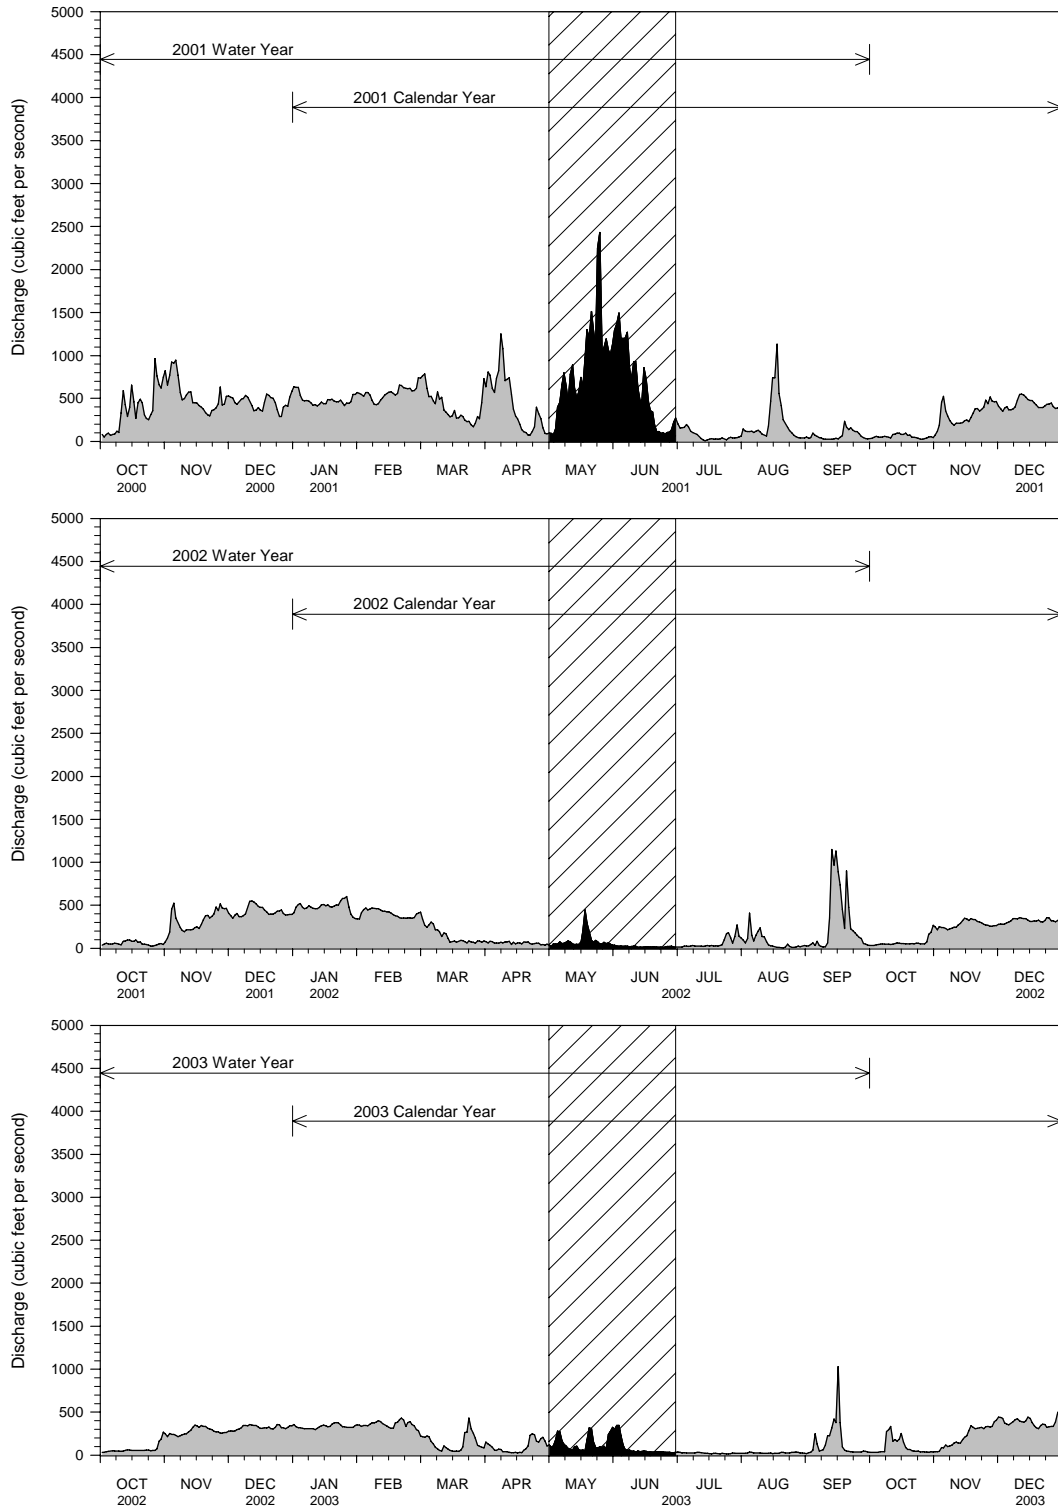 5000
4500
4000
3500
3000
2500
2000
1500
1000
500
0
Discharge (cubic feet per second)
2001 Water Year
2001 Calendar Year
OCT NOV DEC JAN FEB MAR APR MAY JUN JUL AUG SEP OCT NOV DEC
2000 2000 2001 2001 2001
5000
4500
4000
3500
3000
2500
2000
1500
1000
500
0
Discharge (cubic feet per second)
2002 Water Year
2002 Calendar Year
OCT NOV DEC JAN FEB MAR APR MAY JUN JUL AUG SEP OCT NOV DEC
2001 2001 2002 2002 2002
5000
4500
4000
3500
3000
2500
2000
1500
1000
500
0
Discharge (cubic feet per second)
2003 Water Year
2003 Calendar Year
OCT NOV DEC JAN FEB MAR APR MAY JUN JUL AUG SEP OCT NOV DEC
2002 2002 2003 2003 2003